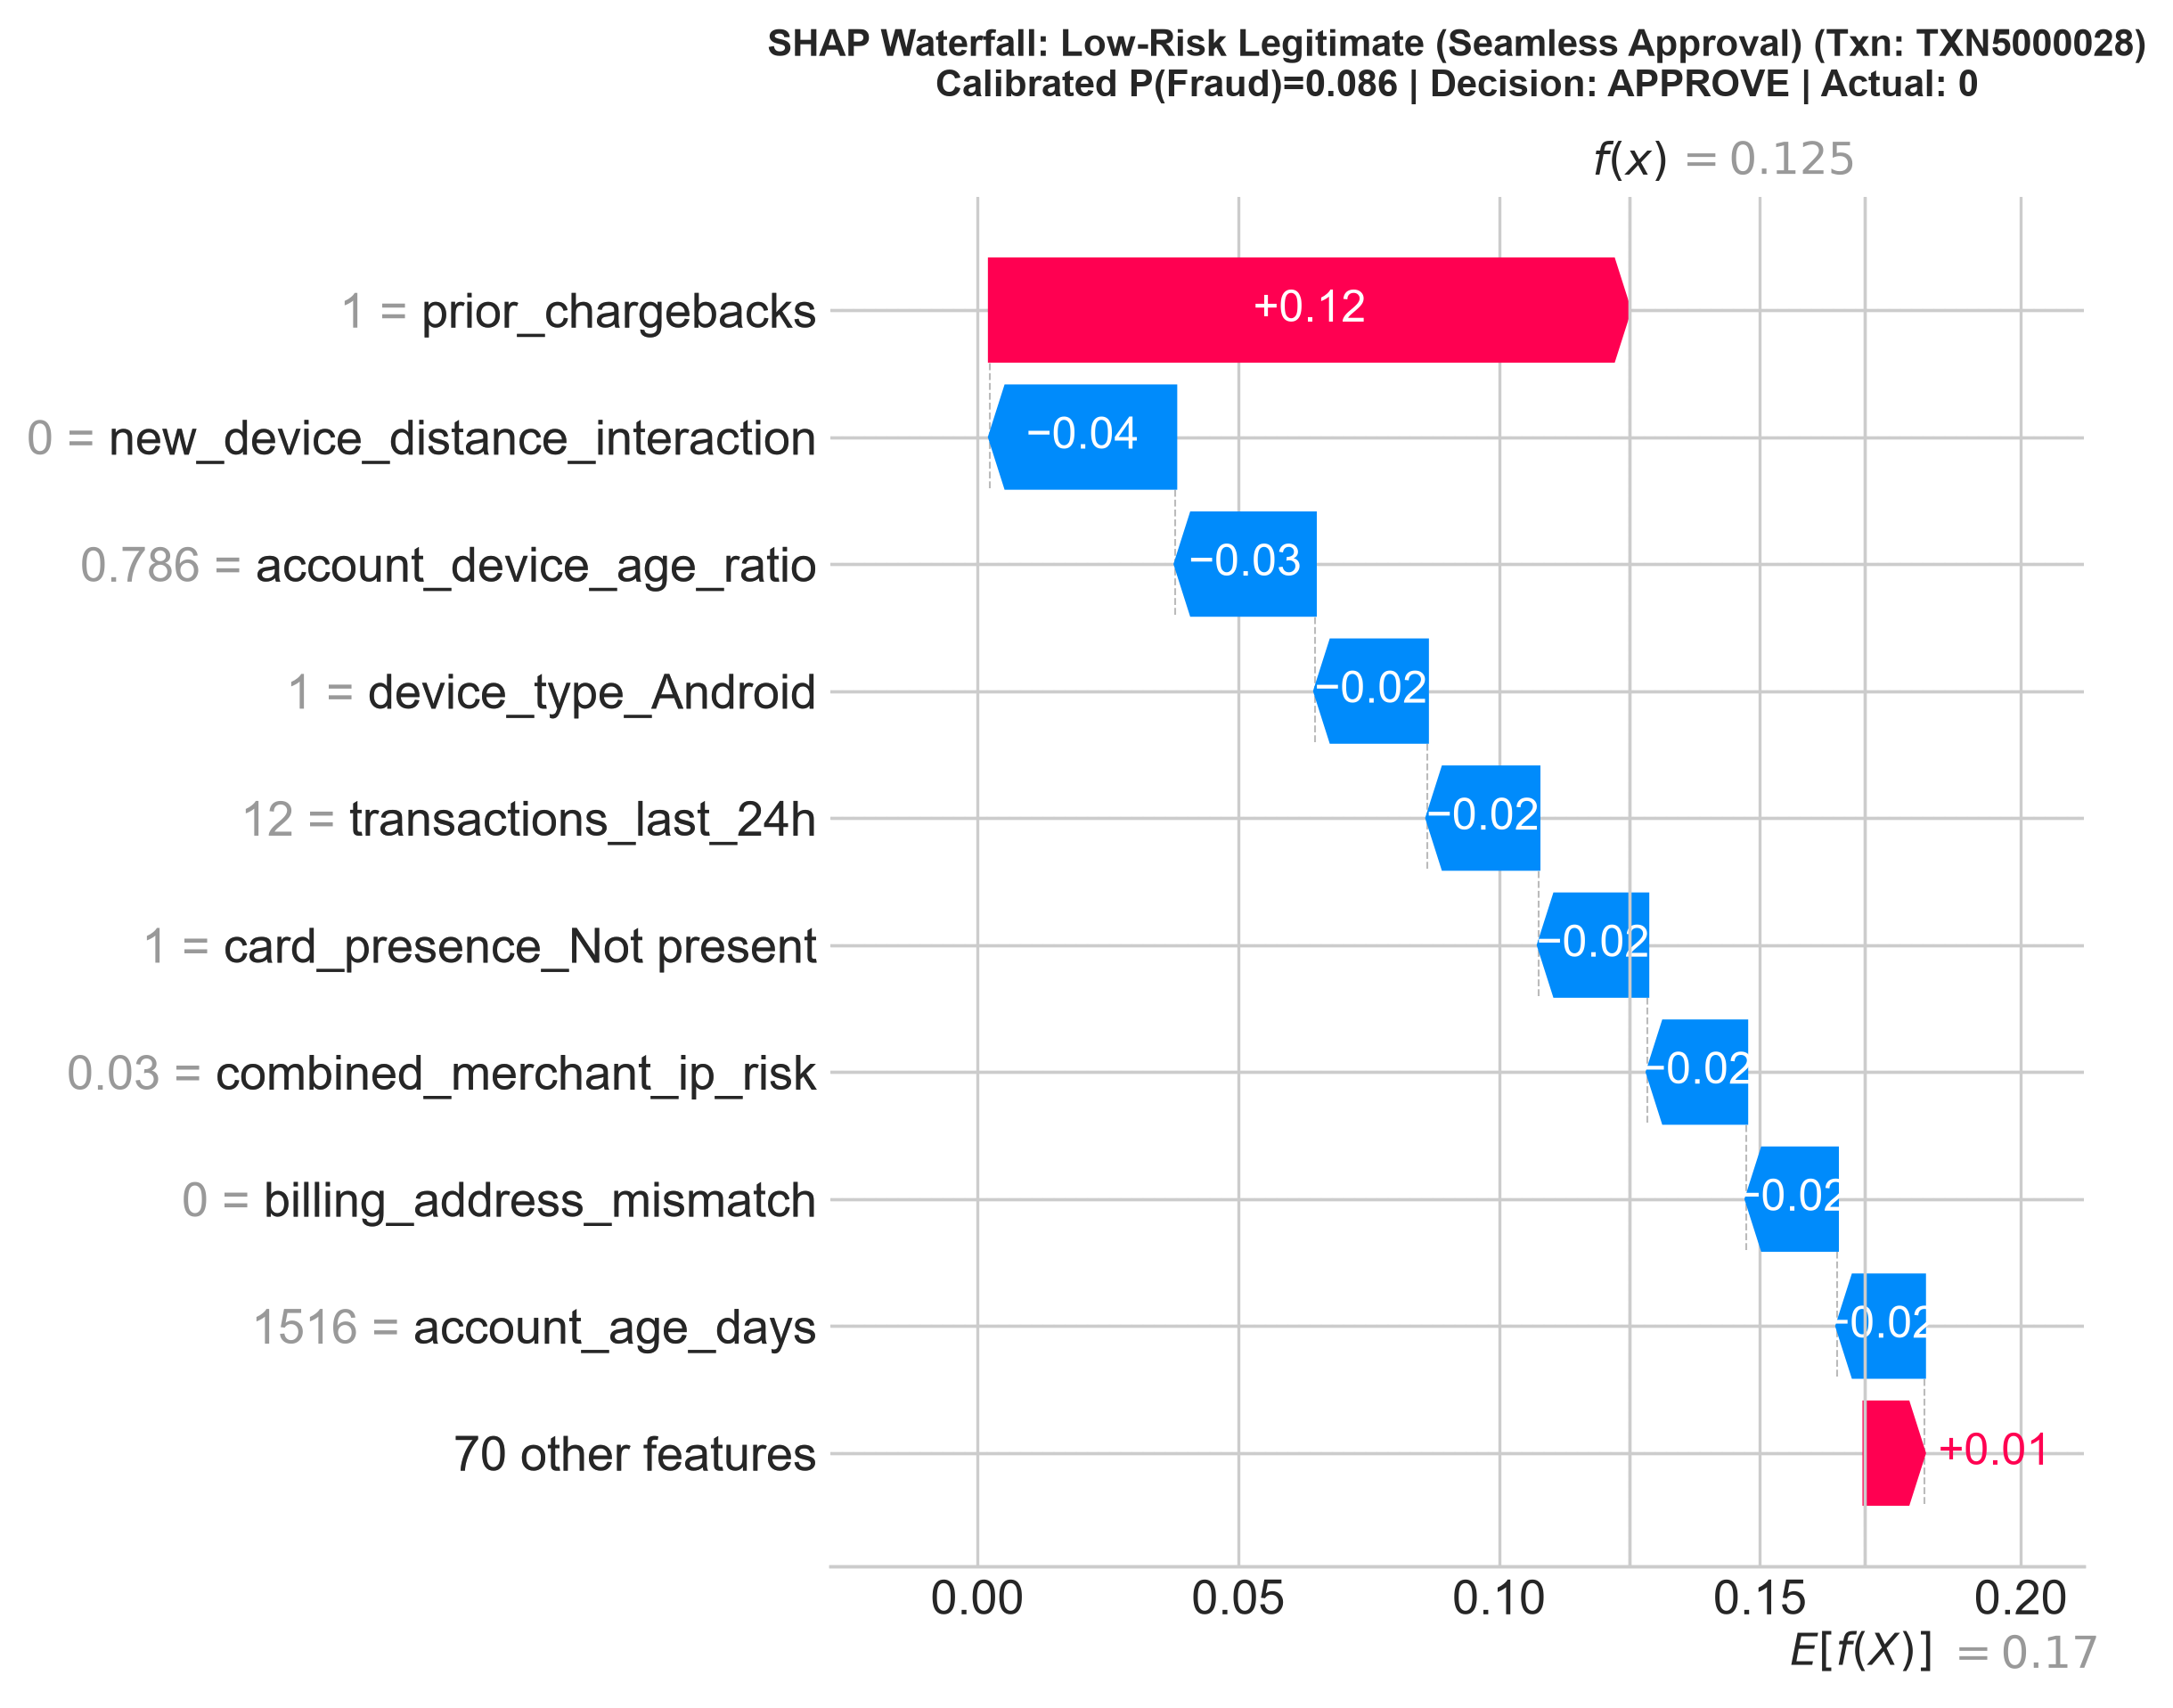 SHAP Waterfall: Low-Risk Legitimate (Seamless Approval) (Txn: TXN5000028)
Calibrated P(Fraud)=0.086 | Decision: APPROVE | Actual: 0
f(x) = 0.125
1 = prior_chargebacks
+0.12
0 = new_device_distance_interaction
−0.04
0.786 = account_device_age_ratio
−0.03
1 = device_type_Android
−0.02
12 = transactions_last_24h
−0.02
1 = card_presence_Not present
−0.02
0.03 = combined_merchant_ip_risk
−0.02
0 = billing_address_mismatch
−0.02
1516 = account_age_days
−0.02
70 other features
+0.01
0.00 0.05 0.10 0.15 0.20
E[f(X)] = 0.17